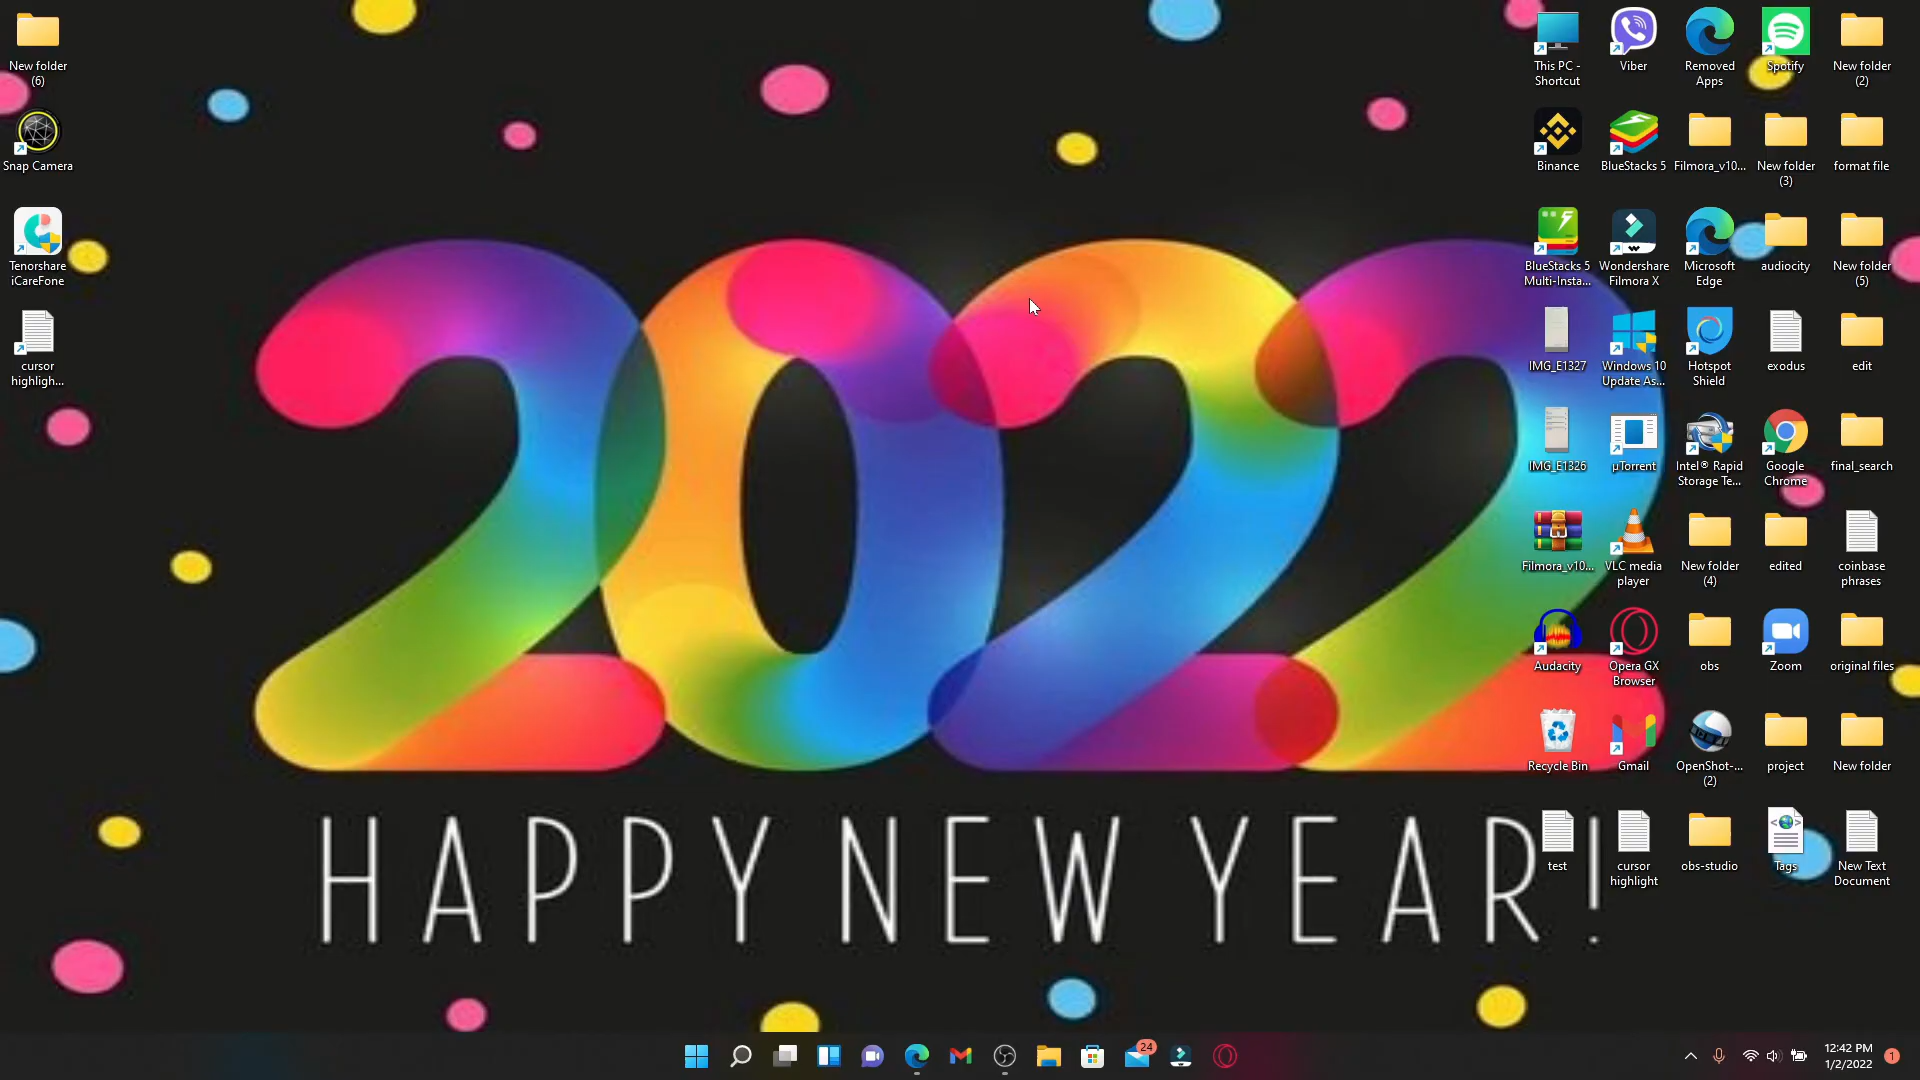 New folder
(6)
Snap Camera
Tenorshare
iCareFone
cursor
highligh...
2022
HAPPY NEW YEAR!
This PC -
Shortcut
Viber
Removed
Apps
Spotify
New folder
(2)
Binance
BlueStacks 5
Filmora_v10...
New folder
(3)
format file
BlueStacks 5
Multi-Insta...
Wondershare
Filmora X
Microsoft
Edge
audiocity
New folder
(5)
IMG_E1327
Windows 10
Update As...
Hotspot
Shield
exodus
edit
IMG_E1326
µTorrent
Intel® Rapid
Storage Te...
Google
Chrome
final_search
Filmora_v10...
VLC media
player
New folder
(4)
edited
coinbase
phrases
Audacity
Opera GX
Browser
obs
Zoom
original files
Recycle Bin
Gmail
OpenShot-...
(2)
project
New folder
test
cursor
highlight
obs-studio
Tags
New Text
Document
24
12:42 PM
1/2/2022
1